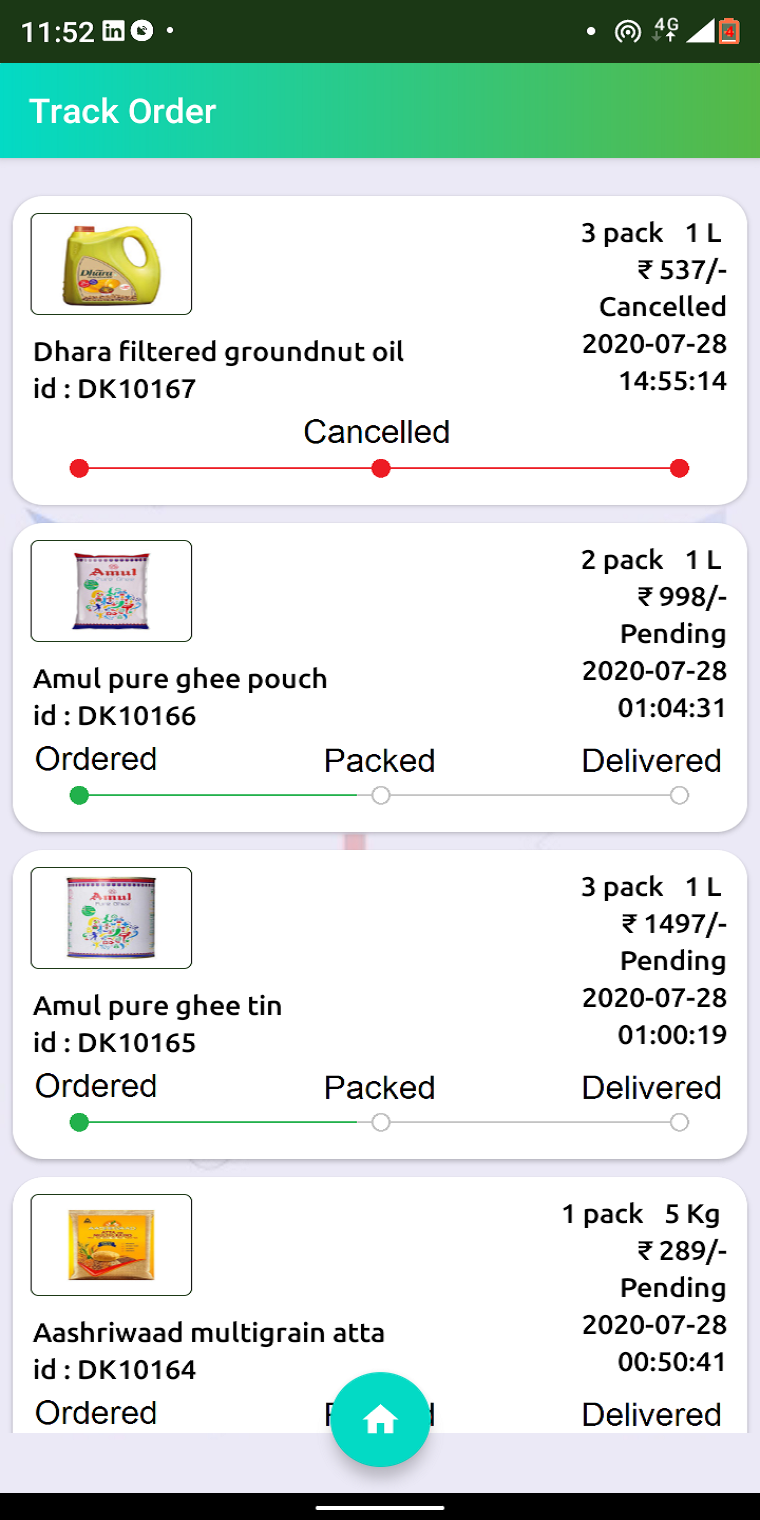 11:52
4G
4
Track Order
Dhara
3 pack 1 L
₹ 537/-
Cancelled
2020-07-28
14:55:14
Dhara filtered groundnut oil
id : DK10167
Cancelled
Amul
Pure Ghee
2 pack 1 L
₹ 998/-
Pending
2020-07-28
01:04:31
Amul pure ghee pouch
id : DK10166
Ordered Packed Delivered
Amul
Pure Ghee
3 pack 1 L
₹ 1497/-
Pending
2020-07-28
01:00:19
Amul pure ghee tin
id : DK10165
Ordered Packed Delivered
1 pack 5 Kg
₹ 289/-
Pending
2020-07-28
00:50:41
Aashriwaad multigrain atta
id : DK10164
Ordered Delivered